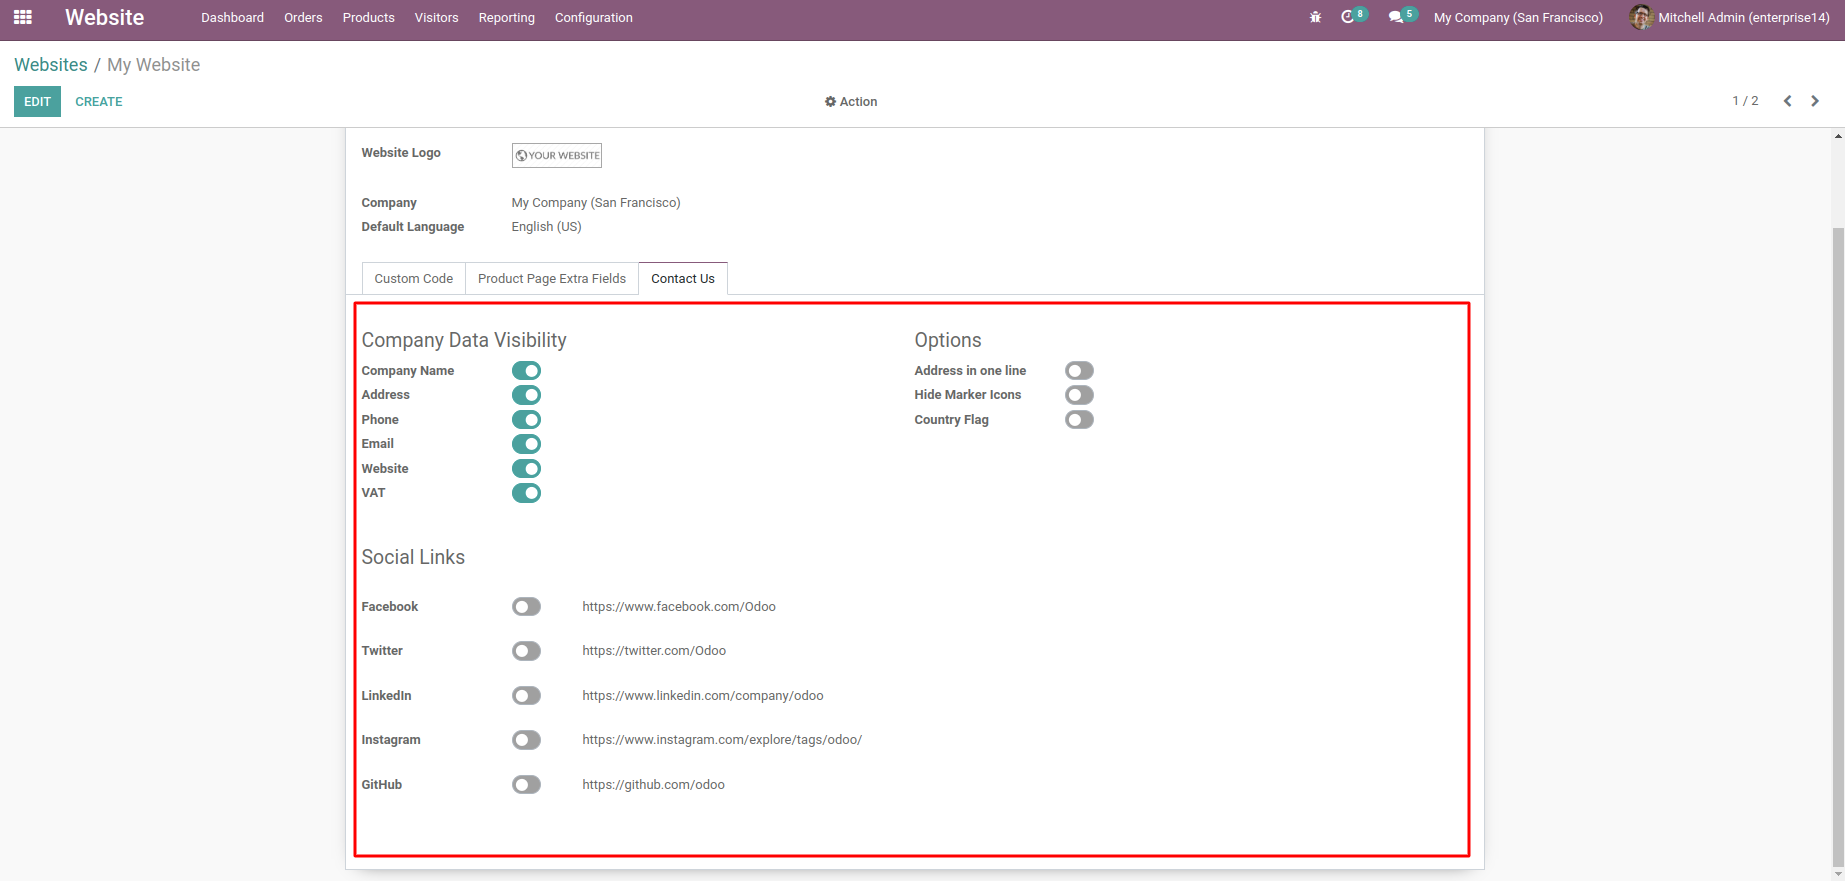 Website Dashboard Orders Products Visitors Reporting Configuration 8 5 My Company (San Francisco) Mitchell Admin (enterprise14)
Websites / My Website
EDIT CREATE Action 1 / 2
Website Logo YOUR WEBSITE
Company My Company (San Francisco)
Default Language English (US)
Custom Code Product Page Extra Fields Contact Us
Company Data Visibility Options
Company Name Address in one line
Address Hide Marker Icons
Phone Country Flag
Email
Website
VAT
Social Links
Facebook https://www.facebook.com/Odoo
Twitter https://twitter.com/Odoo
LinkedIn https://www.linkedin.com/company/odoo
Instagram https://www.instagram.com/explore/tags/odoo/
GitHub https://github.com/odoo